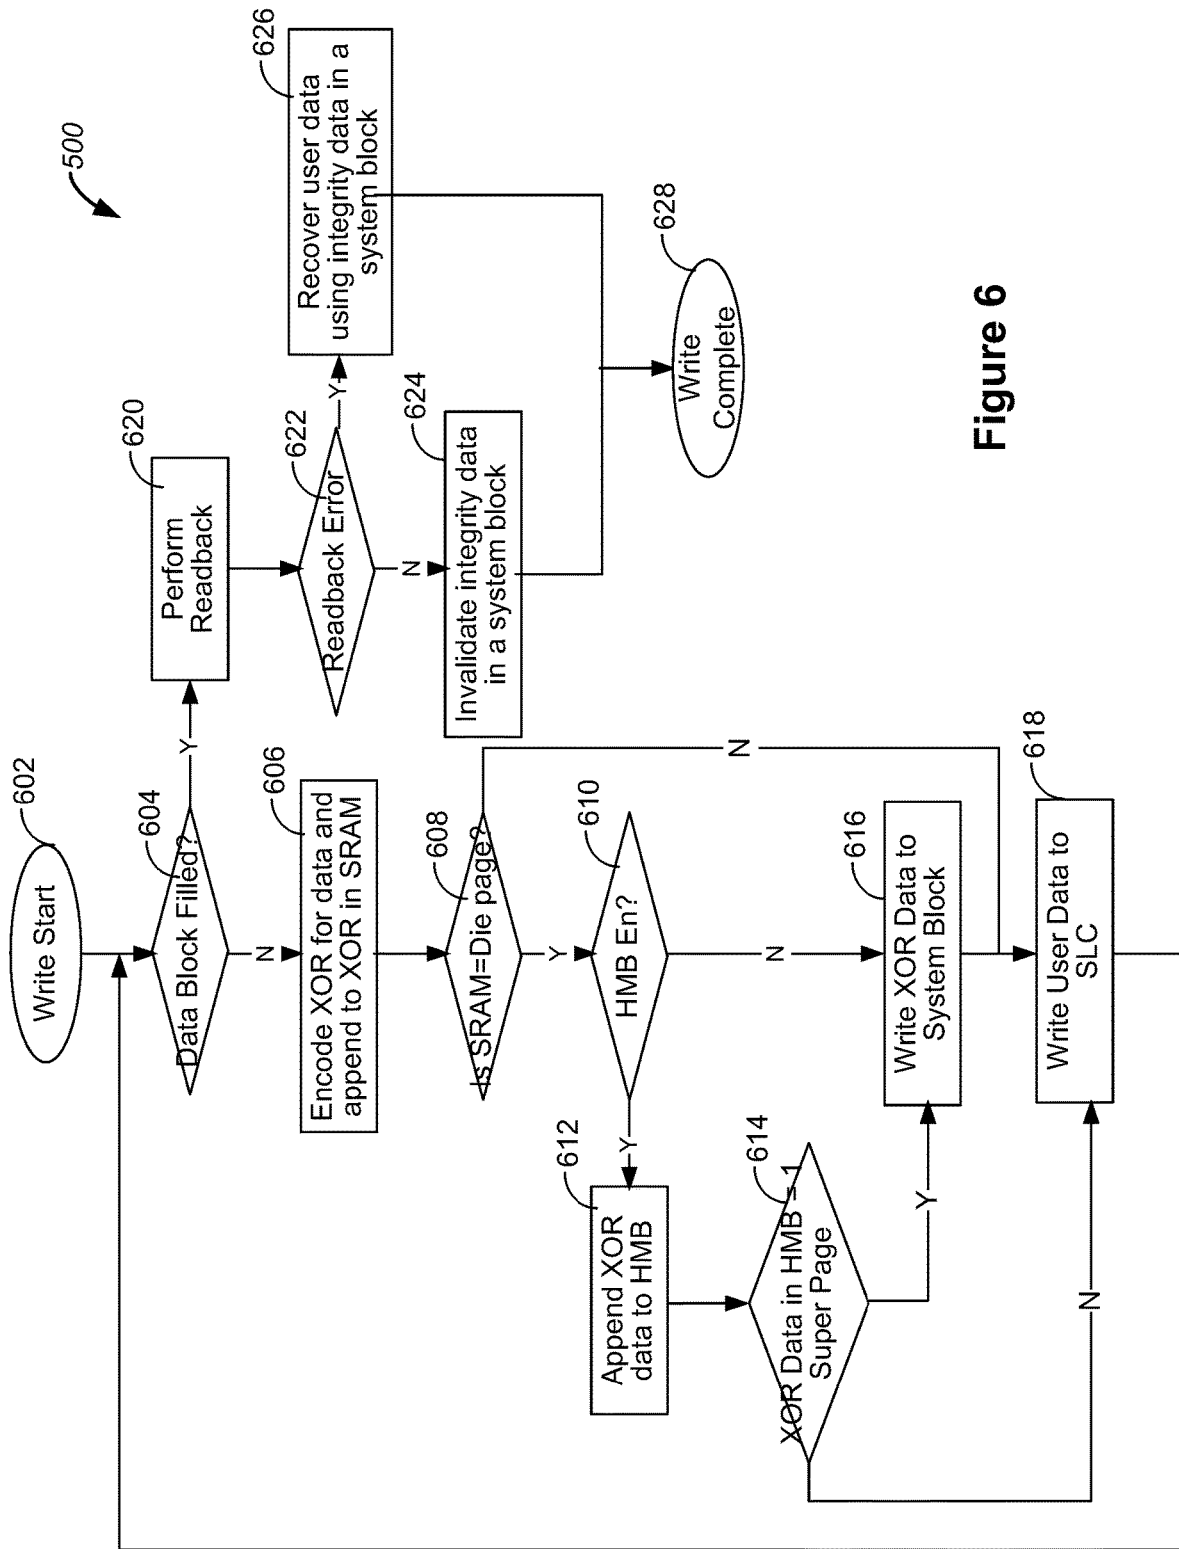 500
602
Write Start
604
Data Block Filled?
Y
N
606
Encode XOR for data and
append to XOR in SRAM
608
Is SRAM=Die page?
Y
N
610
HMB En?
Y
N
612
Append XOR
data to HMB
614
XOR Data in HMB = 1
Super Page
Y
N
616
Write XOR Data to
System Block
618
Write User Data to
SLC
620
Perform
Readback
622
Readback Error
Y
N
624
Invalidate integrity data
in a system block
626
Recover user data
using integrity data in a
system block
628
Write
Complete
Figure 6